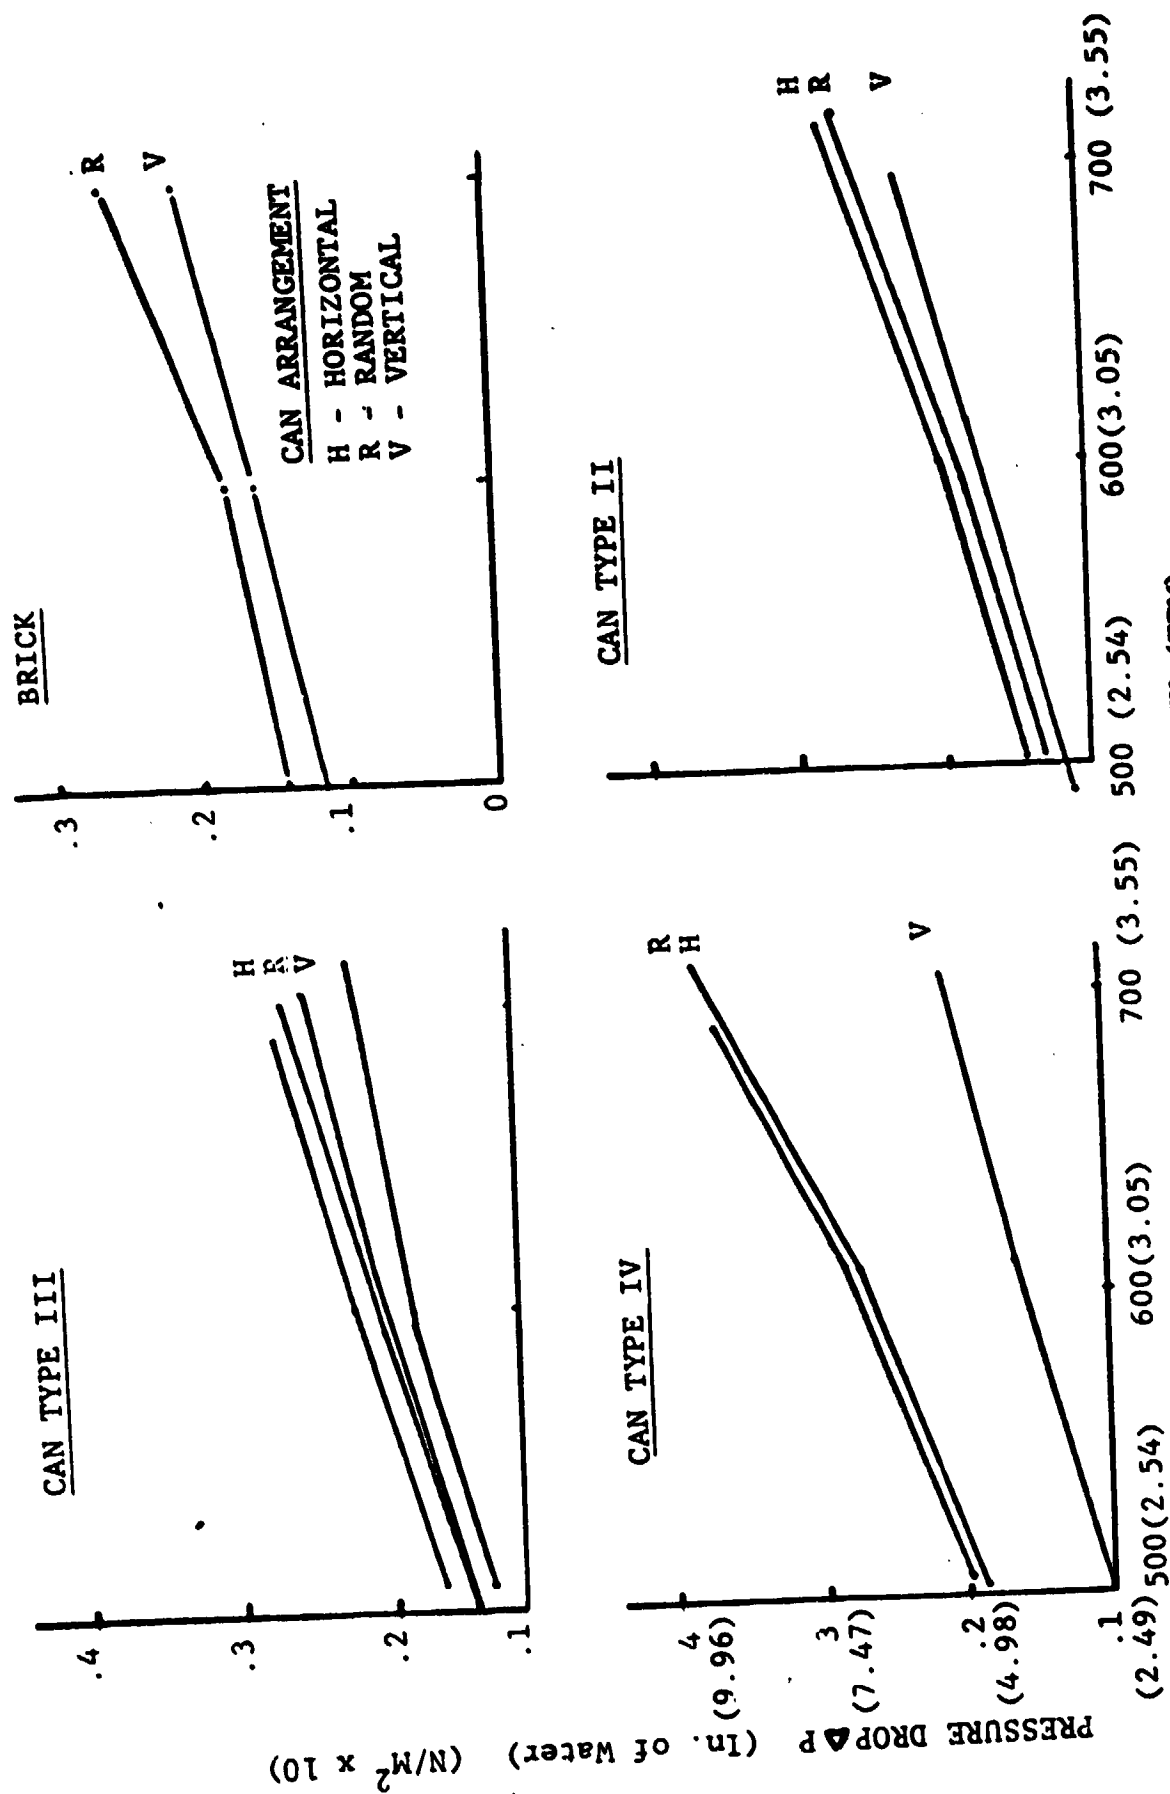 CAN TYPE III
.4
.3
.2
.1
H
R
V
BRICK
.3
.2
.1
0
R
V
CAN ARRANGEMENT
H - HORIZONTAL
R - RANDOM
V - VERTICAL
PRESSURE DROP ΔP (In. of Water) (N/M² x 10)
CAN TYPE IV
4
(9.96)
3
(7.47)
.2
(4.98)
.1
(2.49)
R
H
V
500(2.54) 600(3.05) 700 (3.55)
CAN TYPE II
H
R
V
500 (2.54) 600(3.05) 700 (3.55)